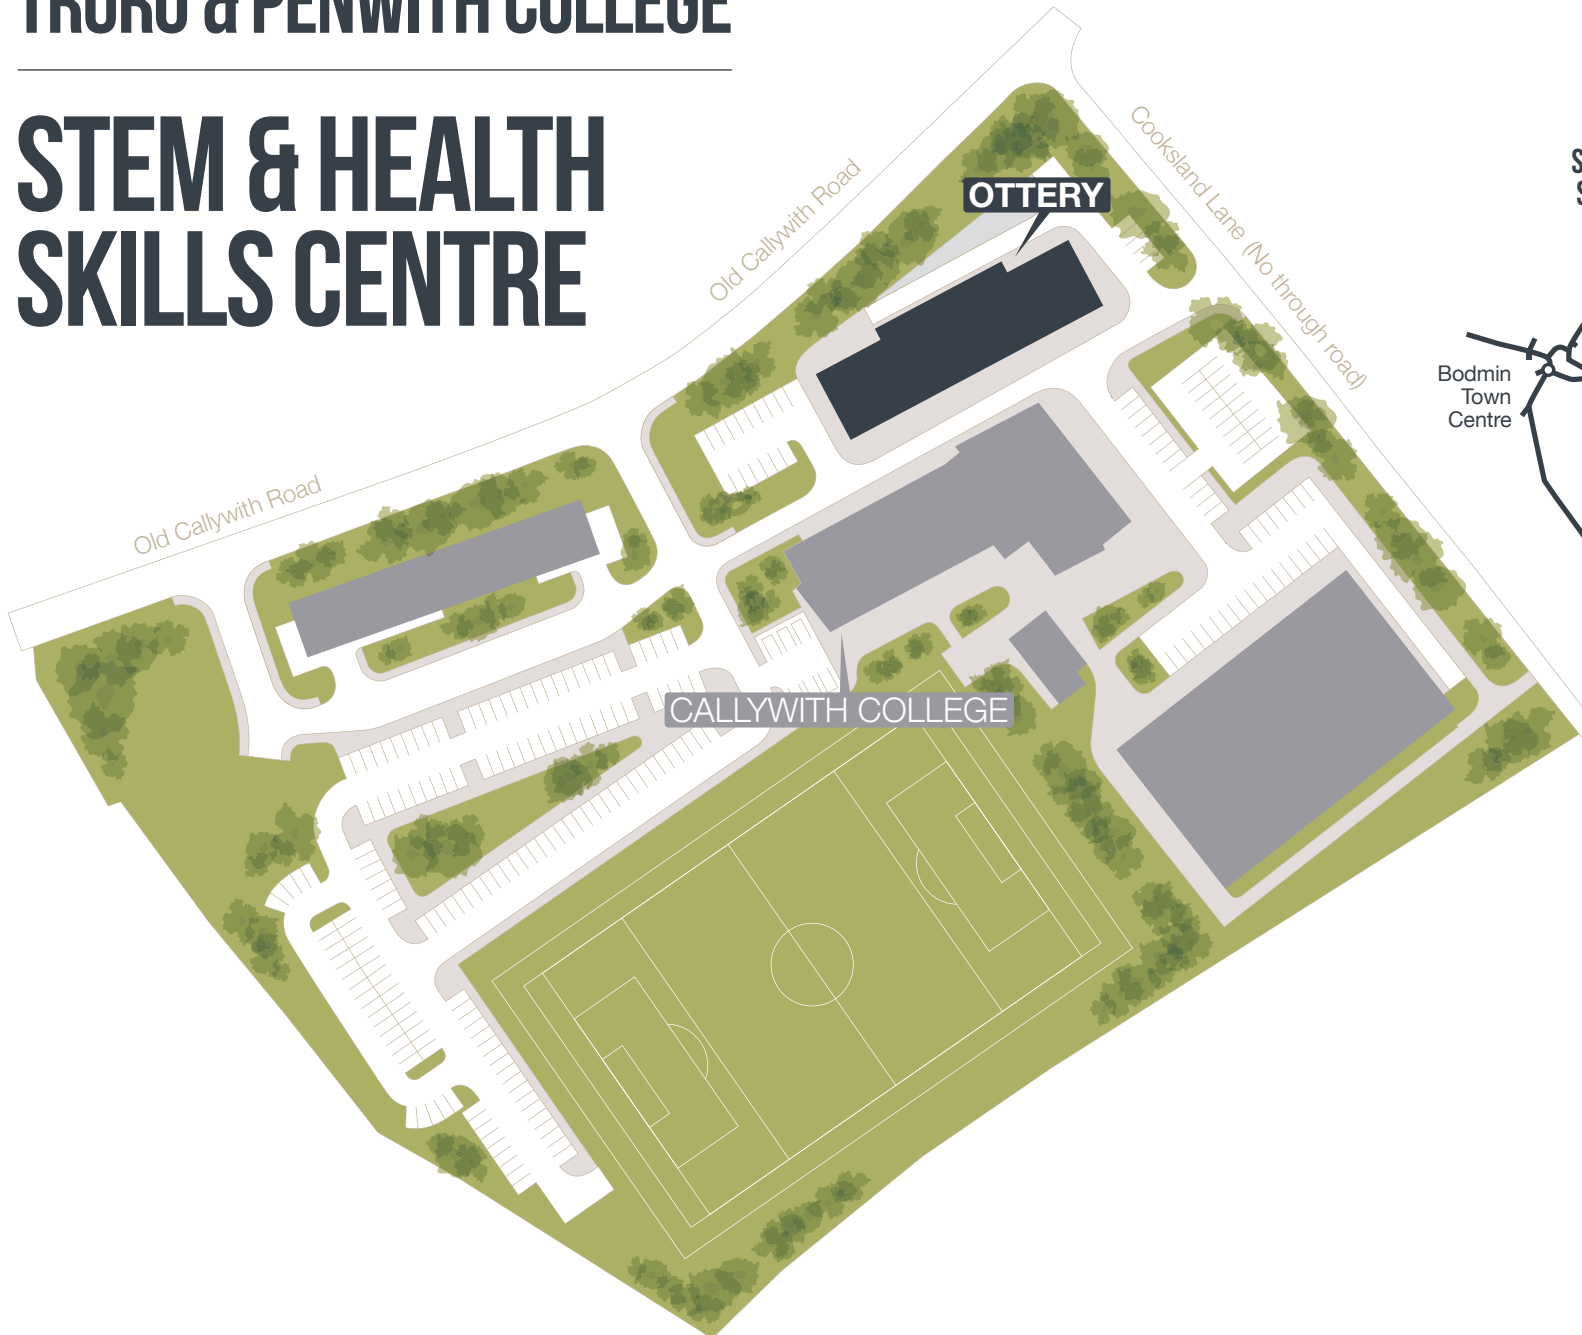 TRURO & PENWITH COLLEGE
STEM & HEALTH
SKILLS CENTRE
Old Callywith Road
Cooksland Lane (No through road)
OTTERY
Old Callywith Road
Bodmin
Town
Centre
CALLYWITH COLLEGE